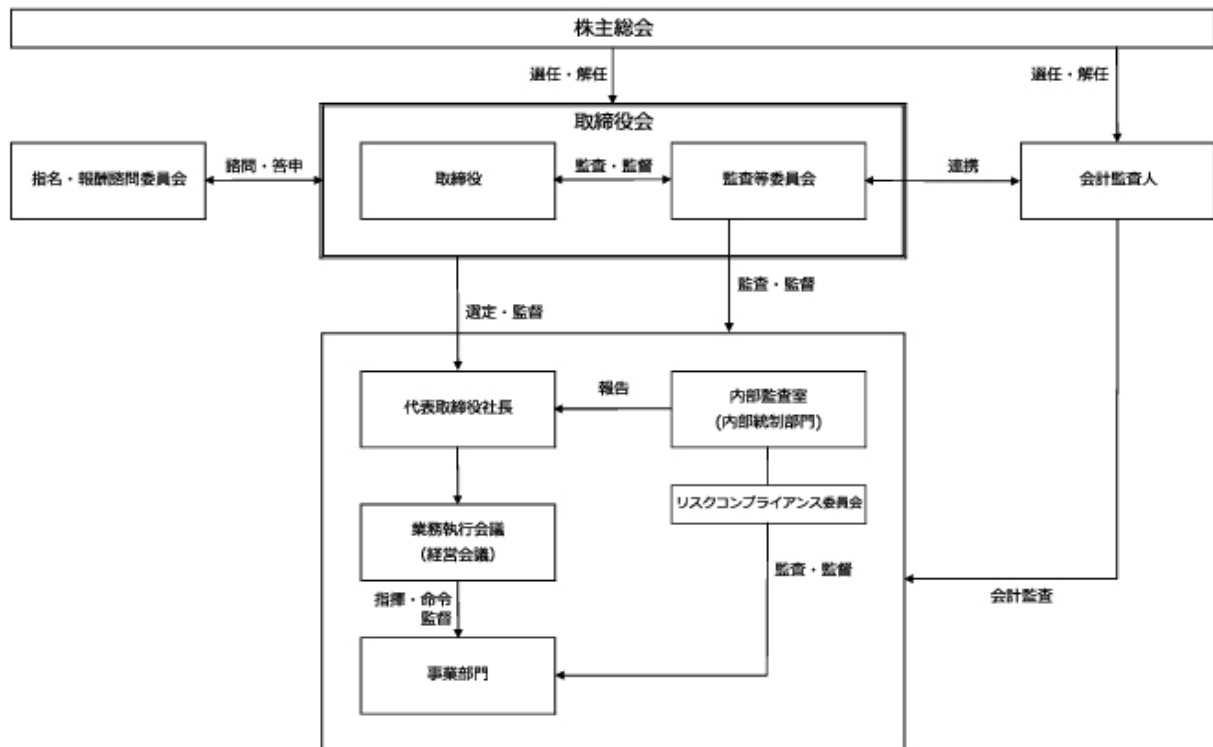 株主総会
選任・解任
選任・解任
取締役会
指名・報酬諮問委員会
諮問・答申
取締役
監査・監督
監査等委員会
連携
会計監査人
監査・監督
選定・監督
代表取締役社長
報告
内部監査室
(内部統制部門)
リスクコンプライアンス委員会
業務執行会議
(経営会議)
監査・監督
会計監査
指揮・命令
監督
事業部門